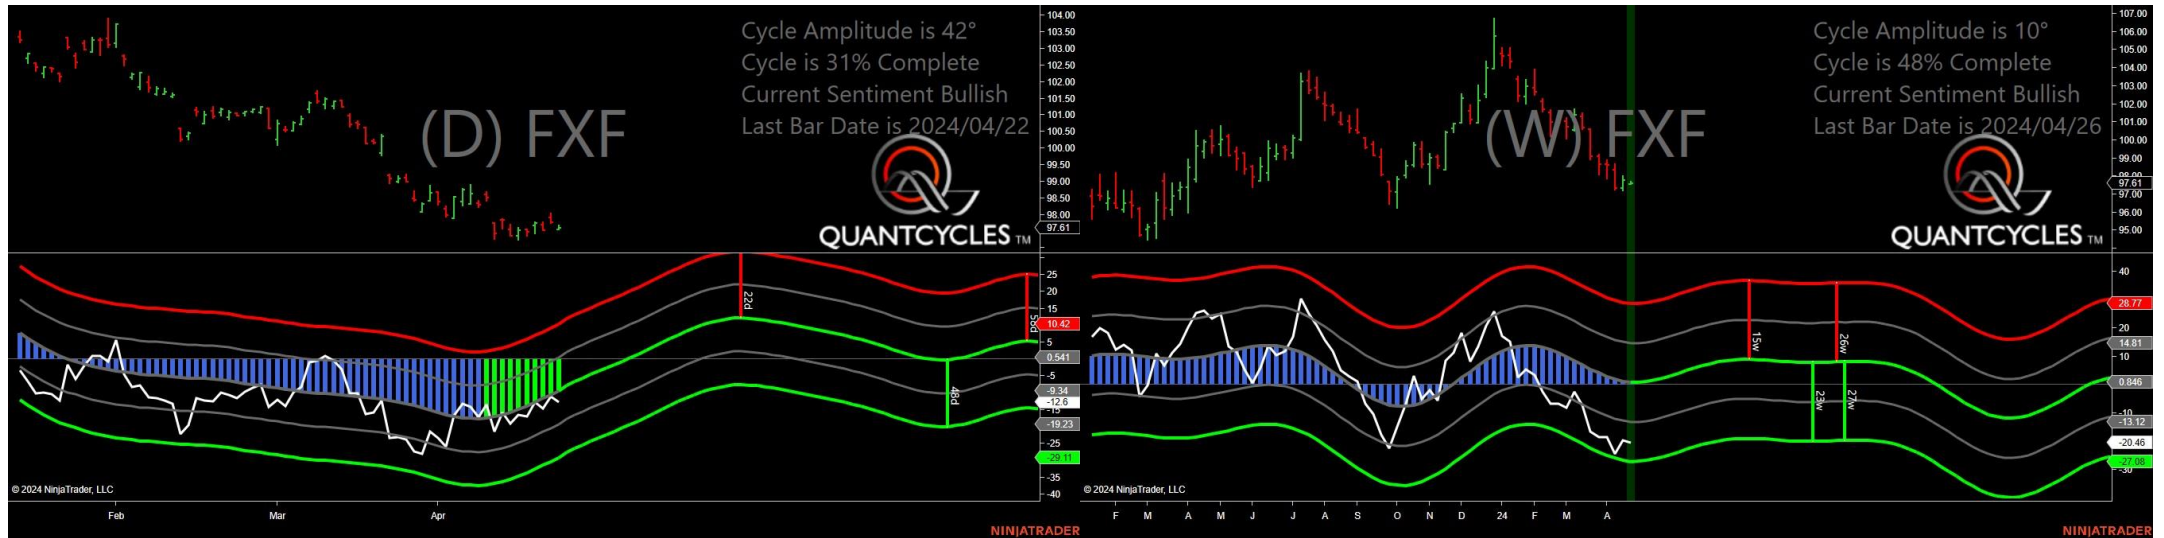 Cycle Amplitude is 42°
Cycle is 31% Complete
Current Sentiment Bullish
Last Bar Date is 2024/04/22
(D) FXF
QUANTCYCLES TM
104.00
103.50
103.00
102.50
102.00
101.50
101.00
100.50
100.00
99.50
99.00
98.50
98.00
97.61
22d
48d
25
20
15
10.42
5
0.541
-5
-9.34
-12.6
-15
-19.23
-25
-29.11
-35
-40
© 2024 NinjaTrader, LLC
Feb Mar Apr
NINJATRADER
Cycle Amplitude is 10°
Cycle is 48% Complete
Current Sentiment Bullish
Last Bar Date is 2024/04/26
(W) FXF
QUANTCYCLES TM
107.00
106.00
105.00
104.00
103.00
102.00
101.00
100.00
99.00
98.00
97.61
97.00
96.00
95.00
15w
26w
23w
27w
40
28.77
20
14.81
10
0.846
-10
-13.12
-20.46
-27.08
-30
© 2024 NinjaTrader, LLC
F M A M J J A S O N D 24 F M A
NINJATRADER